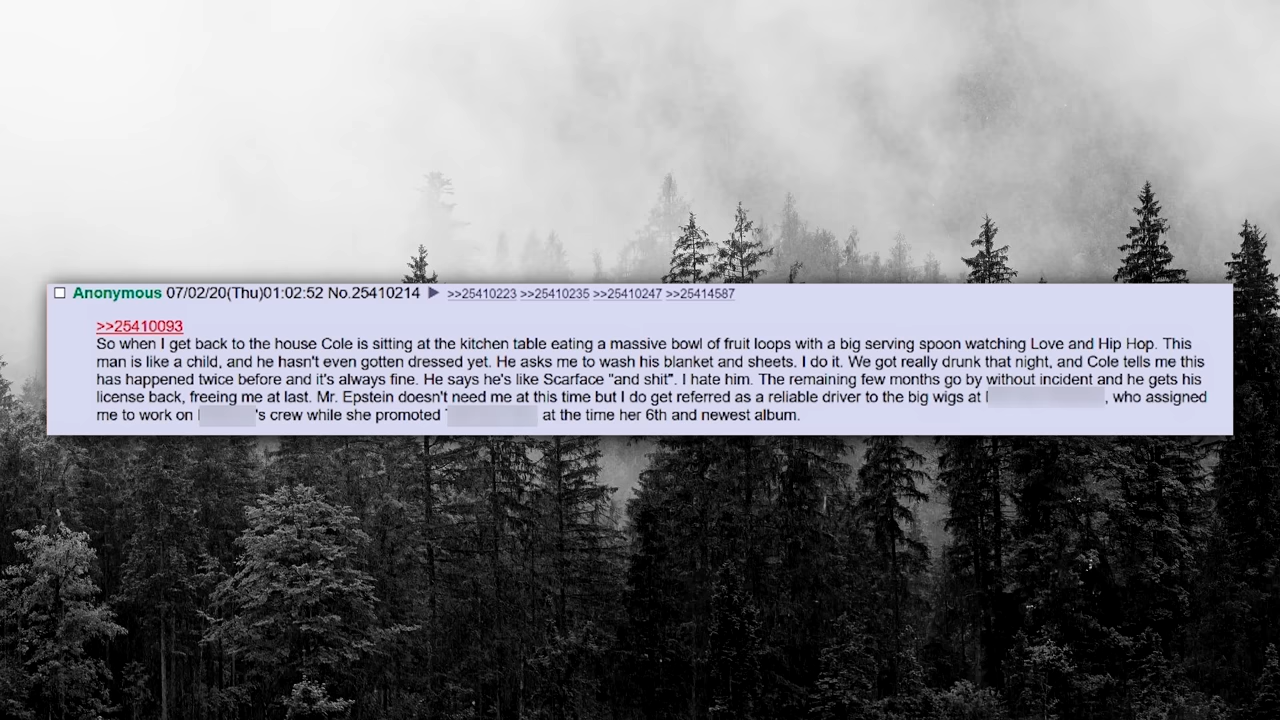 Anonymous 07/02/20(Thu)01:02:52 No.25410214 ▶ >>25410223 >>25410235 >>25410247 >>25414587
>>25410093
So when I get back to the house Cole is sitting at the kitchen table eating a massive bowl of fruit loops with a big serving spoon watching Love and Hip Hop. This
man is like a child, and he hasn't even gotten dressed yet. He asks me to wash his blanket and sheets. I do it. We got really drunk that night, and Cole tells me this
has happened twice before and it's always fine. He says he's like Scarface "and shit". I hate him. The remaining few months go by without incident and he gets his
license back, freeing me at last. Mr. Epstein doesn't need me at this time but I do get referred as a reliable driver to the big wigs at , who assigned
me to work on 's crew while she promoted at the time her 6th and newest album.